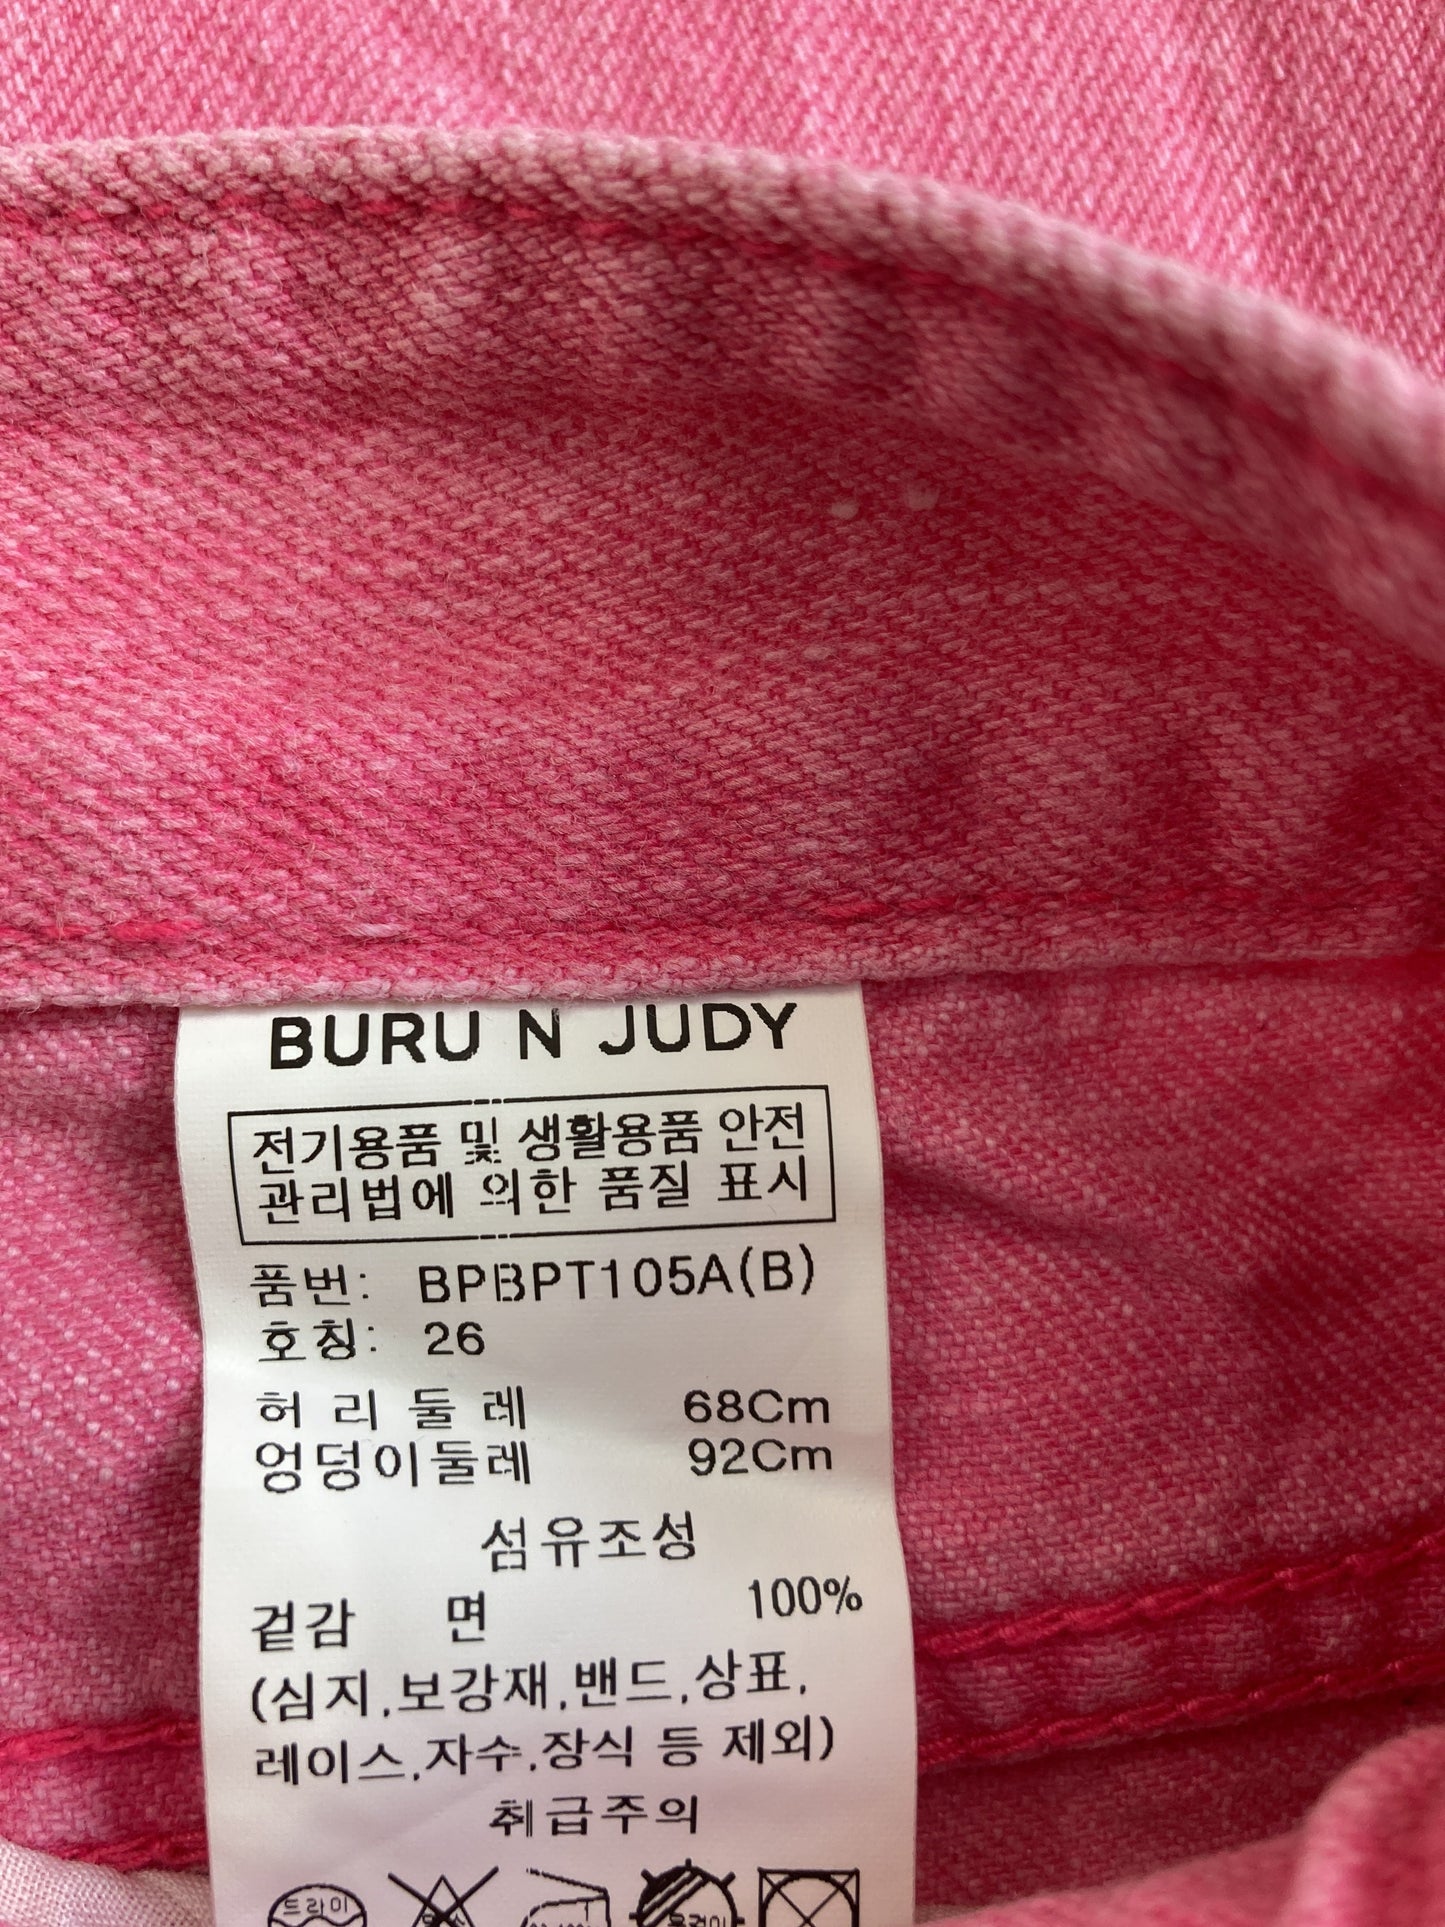 BURU N JUDY
전기용품 및 생활용품 안전
관리법에 의한 품질 표시
품번: BPBPT105A(B)
호칭: 26
허리둘레 68Cm
엉덩이둘레 92Cm
섬유조성
겉감 면 100%
(심지,보강재,밴드,상표,
레이스,자수,장식 등 제외)
취급주의
드라이